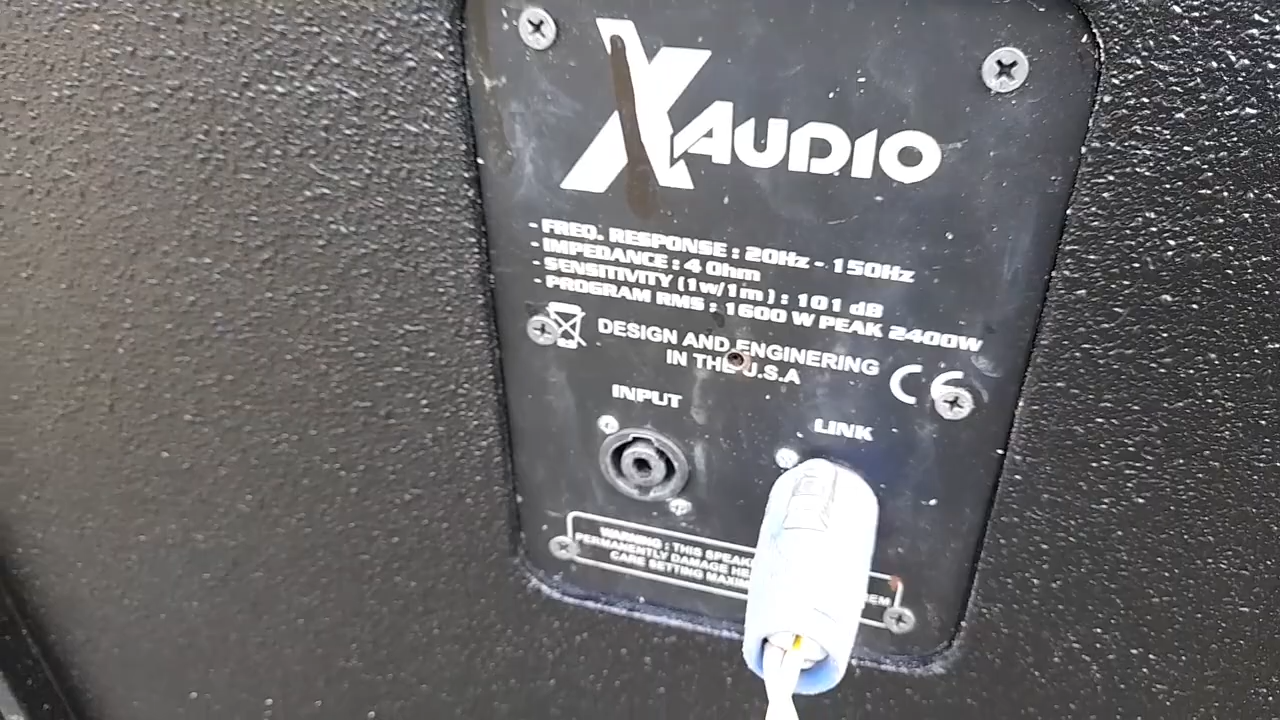 XAUDIO
- FREQ. RESPONSE : 20Hz - 150Hz
- IMPEDANCE : 4 Ohm
- SENSITIVITY (1w/1m) : 101 dB
- PROGRAM RMS : 1600 W PEAK 2400W
DESIGN AND ENGINERING
IN THE U.S.A
CE
INPUT
LINK
WARNING : THIS SPEAK
PERMANENTLY DAMAGE HE
CARE SETTING MAXIM